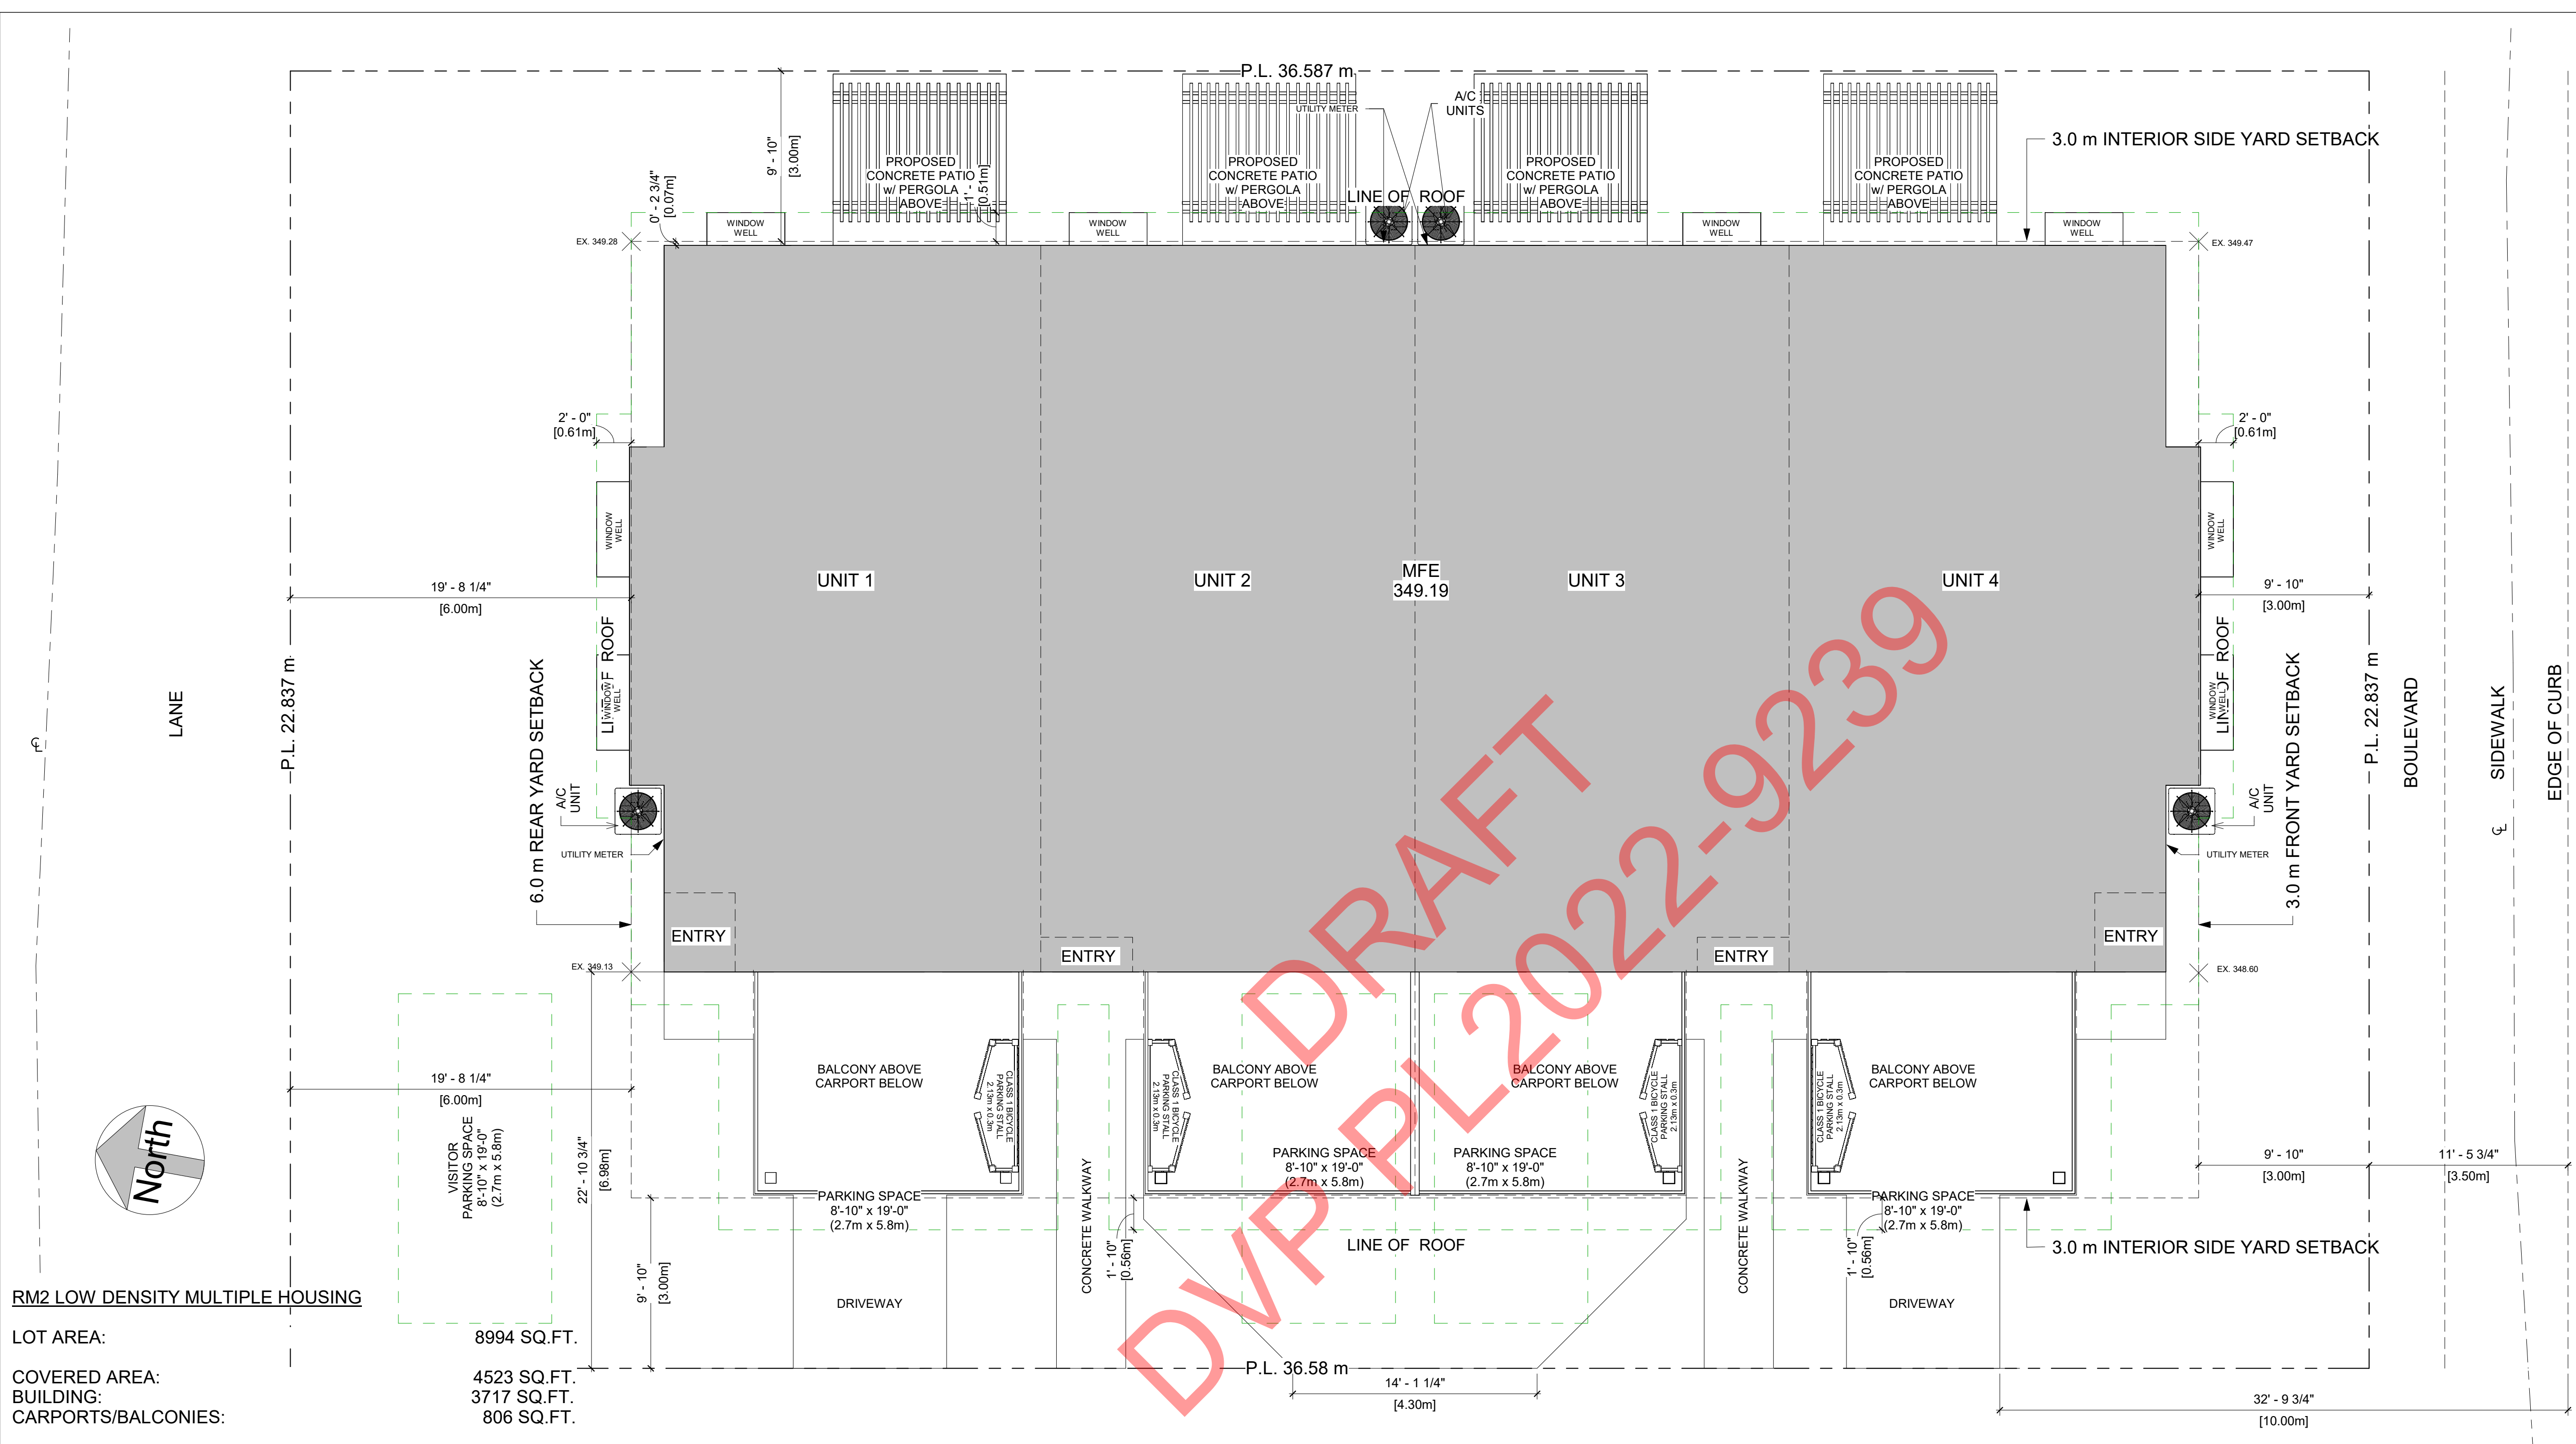 P.L. 36.587 m
UTILITY METER
A/C
UNITS
3.0 m INTERIOR SIDE YARD SETBACK
9' - 10"
[3.00m]
0' - 2 3/4"
[0.07m]
PROPOSED
CONCRETE PATIO
w/ PERGOLA
ABOVE
[0.51m]
PROPOSED
CONCRETE PATIO
w/ PERGOLA
ABOVE
LINE OF ROOF
PROPOSED
CONCRETE PATIO
w/ PERGOLA
ABOVE
PROPOSED
CONCRETE PATIO
w/ PERGOLA
ABOVE
WINDOW
WELL
WINDOW
WELL
WINDOW
WELL
WINDOW
WELL
EX. 349.28
EX. 349.47
2' - 0"
[0.61m]
2' - 0"
[0.61m]
WINDOW
WELL
WINDOW
WELL
19' - 8 1/4"
[6.00m]
UNIT 1
UNIT 2
MFE
349.19
UNIT 3
UNIT 4
9' - 10"
[3.00m]
LINE OF ROOF
WINDOW
WELL
LINE OF ROOF
WINDOW
WELL
LANE
P.L. 22.837 m
6.0 m REAR YARD SETBACK
A/C
UNIT
UTILITY METER
A/C
UNIT
UTILITY METER
3.0 m FRONT YARD SETBACK
P.L. 22.837 m
BOULEVARD
SIDEWALK
EDGE OF CURB
ENTRY
ENTRY
ENTRY
ENTRY
EX. 349.13
EX. 348.60
DRAFT
DVP PL2022-9239
BALCONY ABOVE
CARPORT BELOW
BALCONY ABOVE
CARPORT BELOW
BALCONY ABOVE
CARPORT BELOW
BALCONY ABOVE
CARPORT BELOW
CLASS 1 BICYCLE
PARKING STALL
2.13m x 0.3m
CLASS 1 BICYCLE
PARKING STALL
2.13m x 0.3m
CLASS 1 BICYCLE
PARKING STALL
2.13m x 0.3m
CLASS 1 BICYCLE
PARKING STALL
2.13m x 0.3m
19' - 8 1/4"
[6.00m]
North
VISITOR
PARKING SPACE
8'-10" x 19'-0"
(2.7m x 5.8m)
22' - 10 3/4"
[6.98m]
PARKING SPACE
8'-10" x 19'-0"
(2.7m x 5.8m)
PARKING SPACE
8'-10" x 19'-0"
(2.7m x 5.8m)
PARKING SPACE
8'-10" x 19'-0"
(2.7m x 5.8m)
PARKING SPACE
8'-10" x 19'-0"
(2.7m x 5.8m)
9' - 10"
[3.00m]
11' - 5 3/4"
[3.50m]
CONCRETE WALKWAY
1' - 10"
[0.56m]
CONCRETE WALKWAY
1' - 10"
[0.56m]
LINE OF ROOF
3.0 m INTERIOR SIDE YARD SETBACK
9' - 10"
[3.00m]
DRIVEWAY
DRIVEWAY
P.L. 36.58 m
14' - 1 1/4"
[4.30m]
32' - 9 3/4"
[10.00m]
RM2 LOW DENSITY MULTIPLE HOUSING
LOT AREA: 8994 SQ.FT.
COVERED AREA: 4523 SQ.FT.
BUILDING: 3717 SQ.FT.
CARPORTS/BALCONIES: 806 SQ.FT.